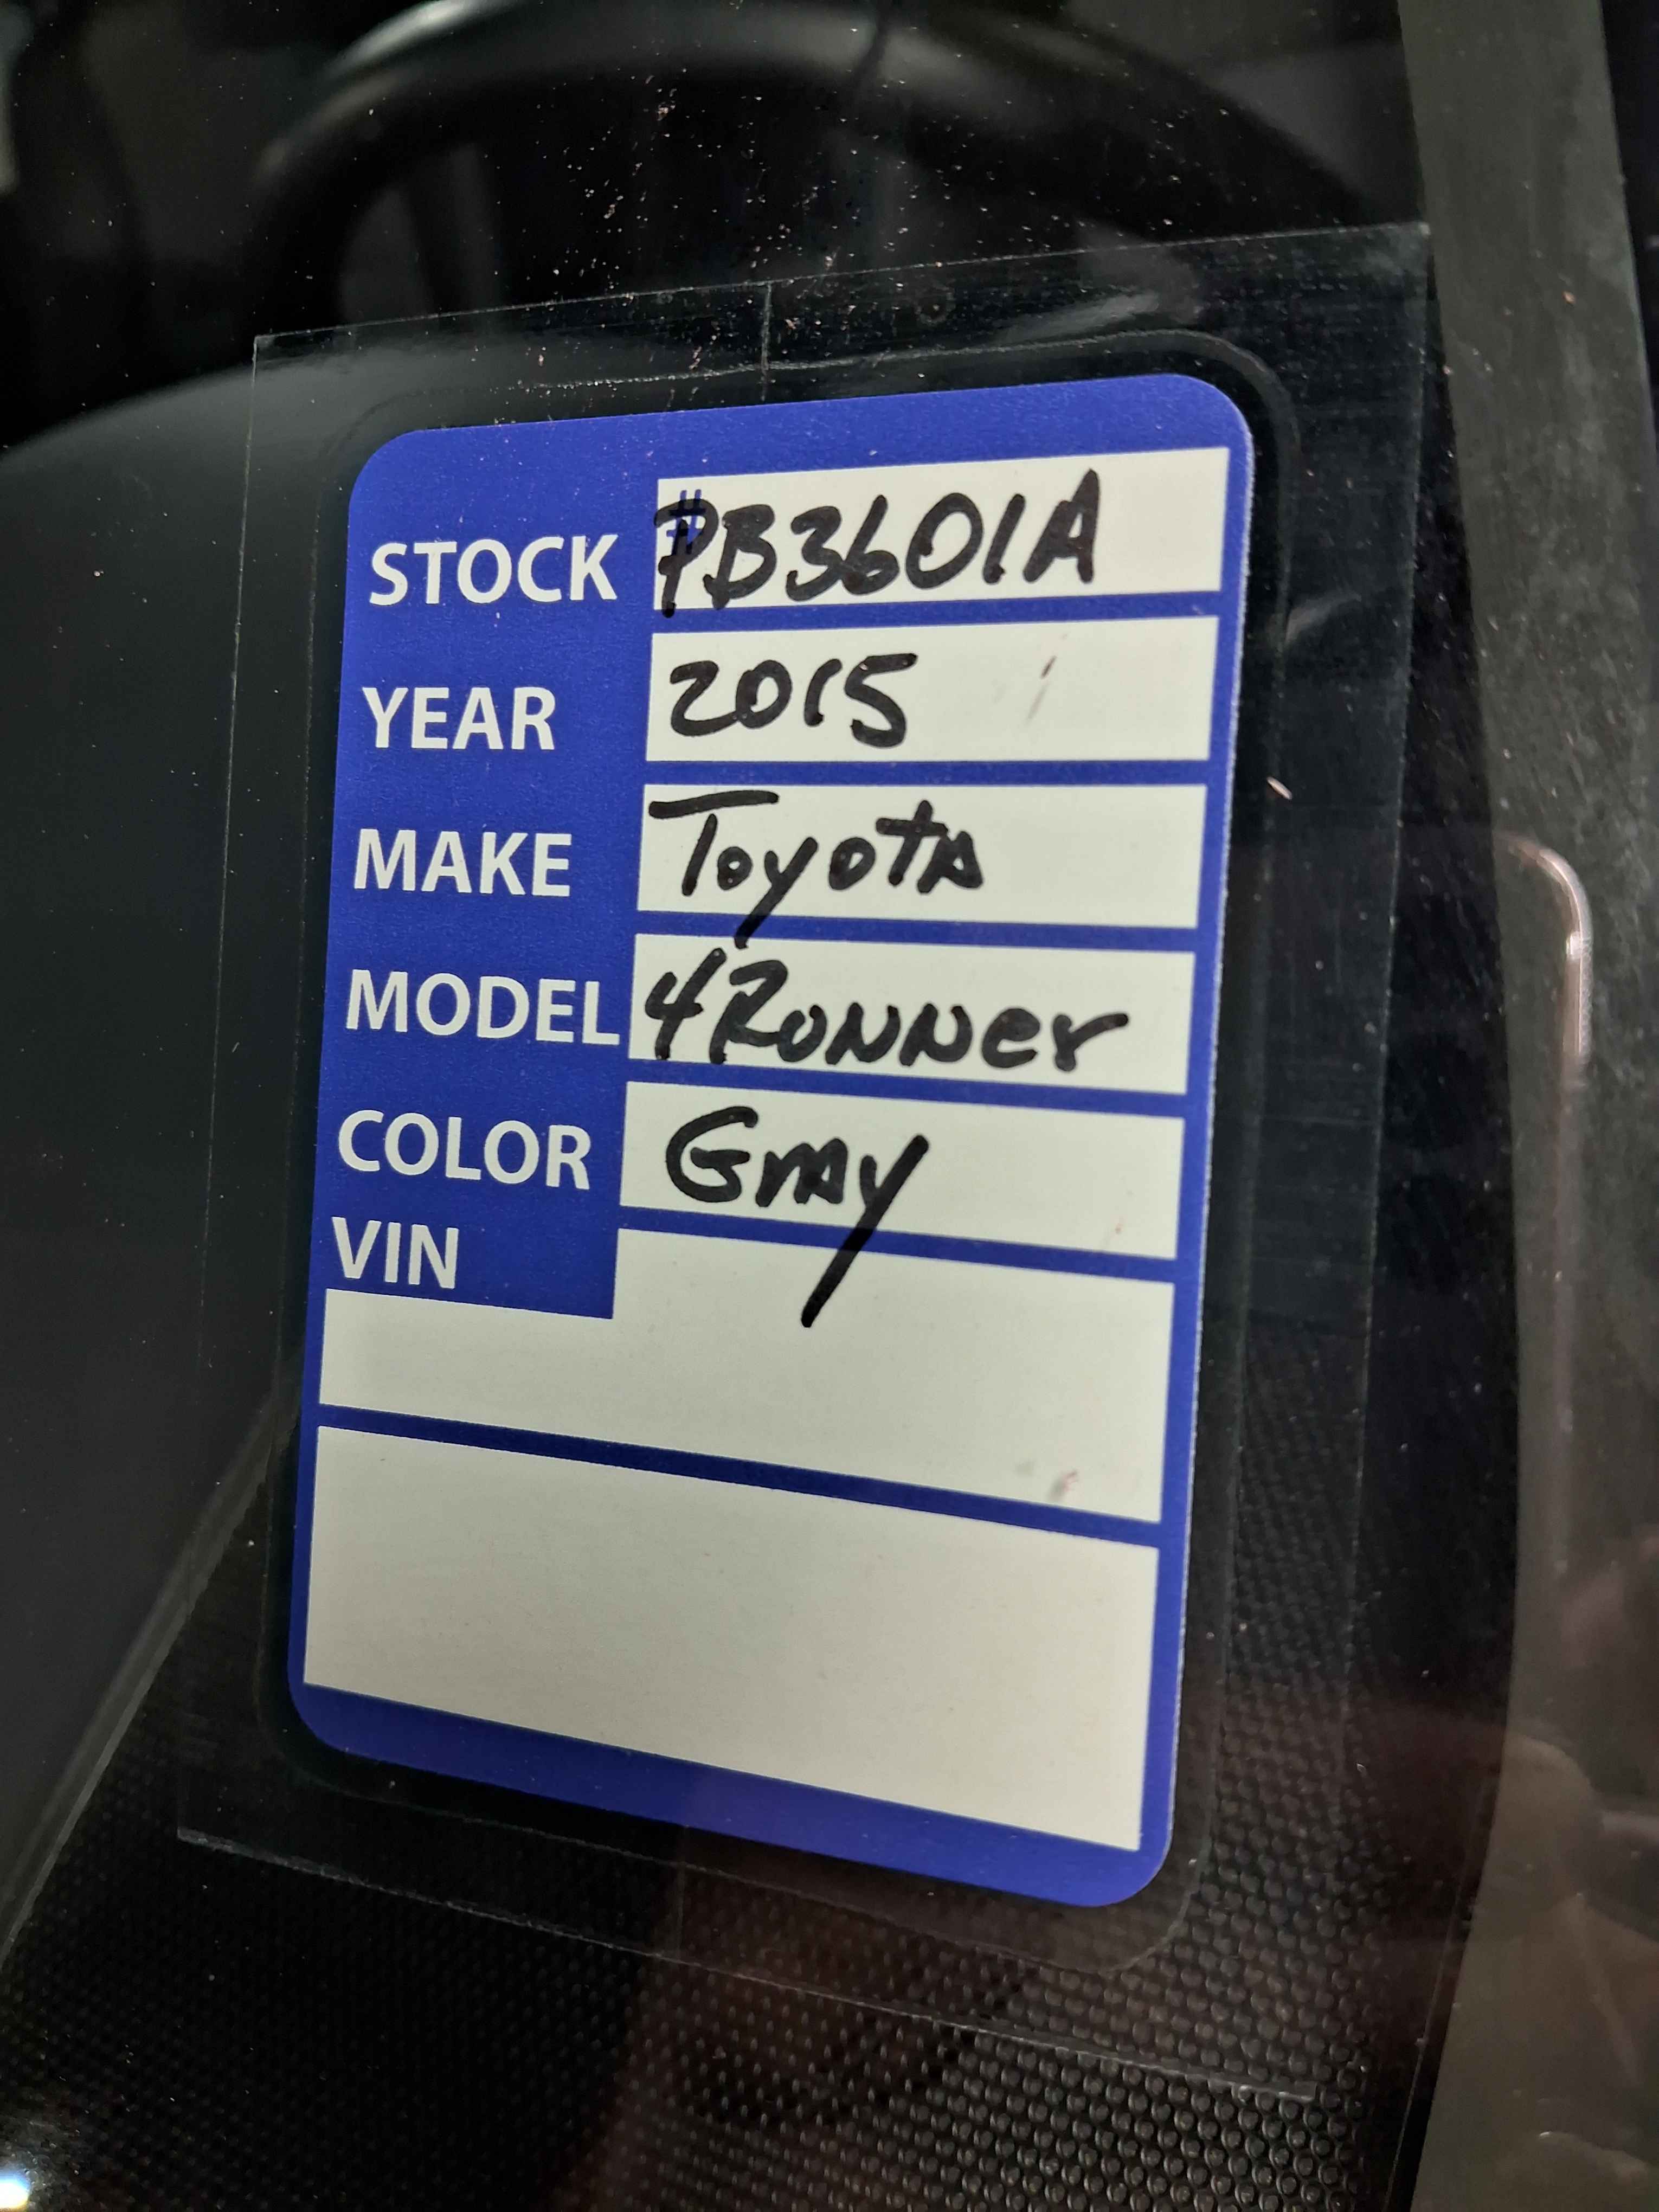 STOCK # PB3601A
YEAR 2015
MAKE Toyota
MODEL 4Runner
COLOR Gray
VIN